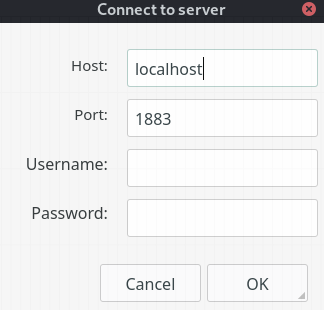 Connect to server
Host: localhost
Port: 1883
Username:
Password:
Cancel OK